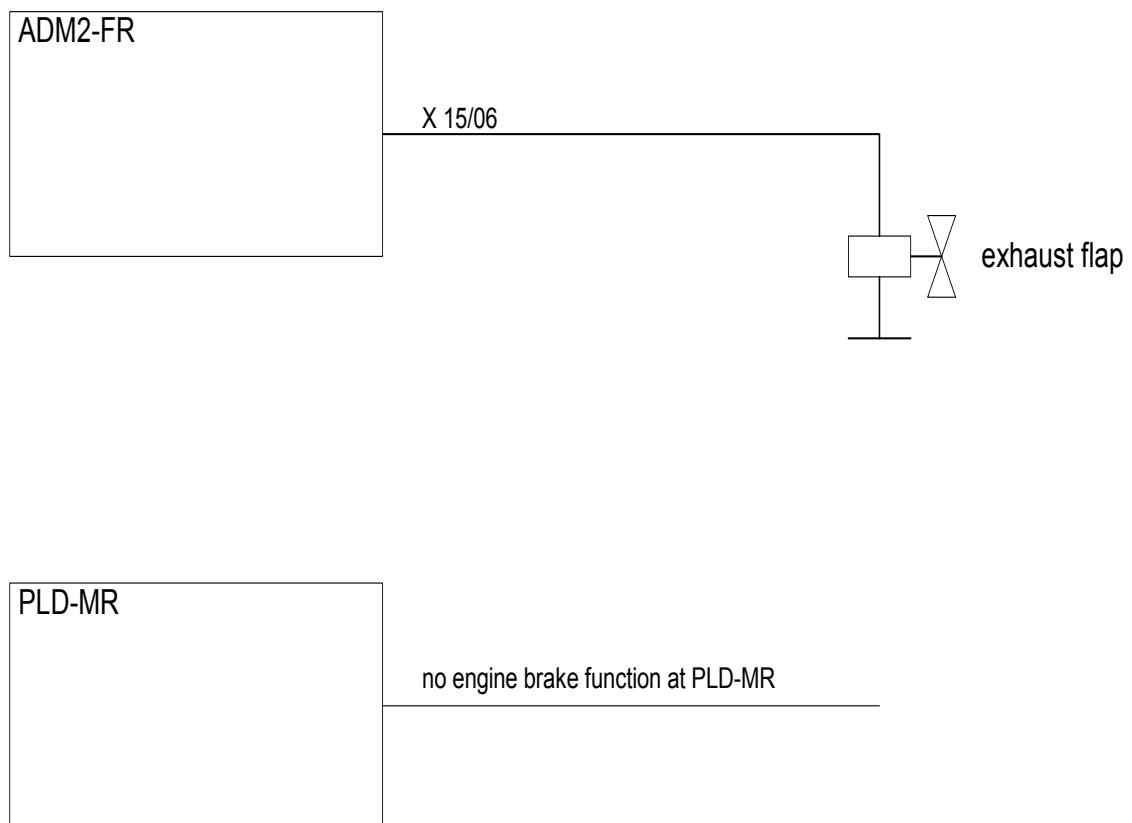 ADM2-FR
X 15/06
exhaust flap
PLD-MR
no engine brake function at PLD-MR